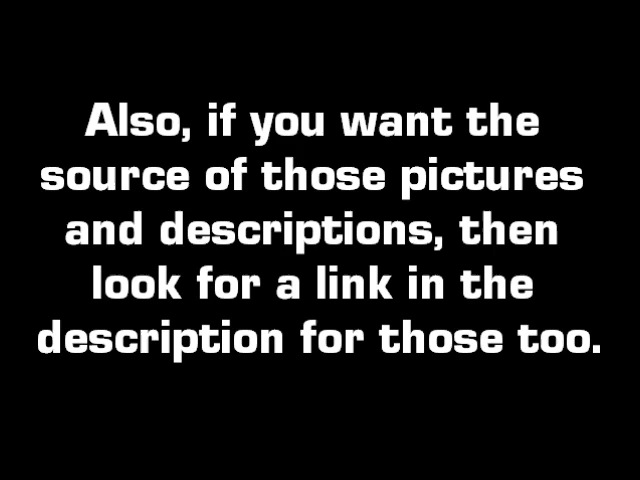 Also, if you want the
source of those pictures
and descriptions, then
look for a link in the
description for those too.